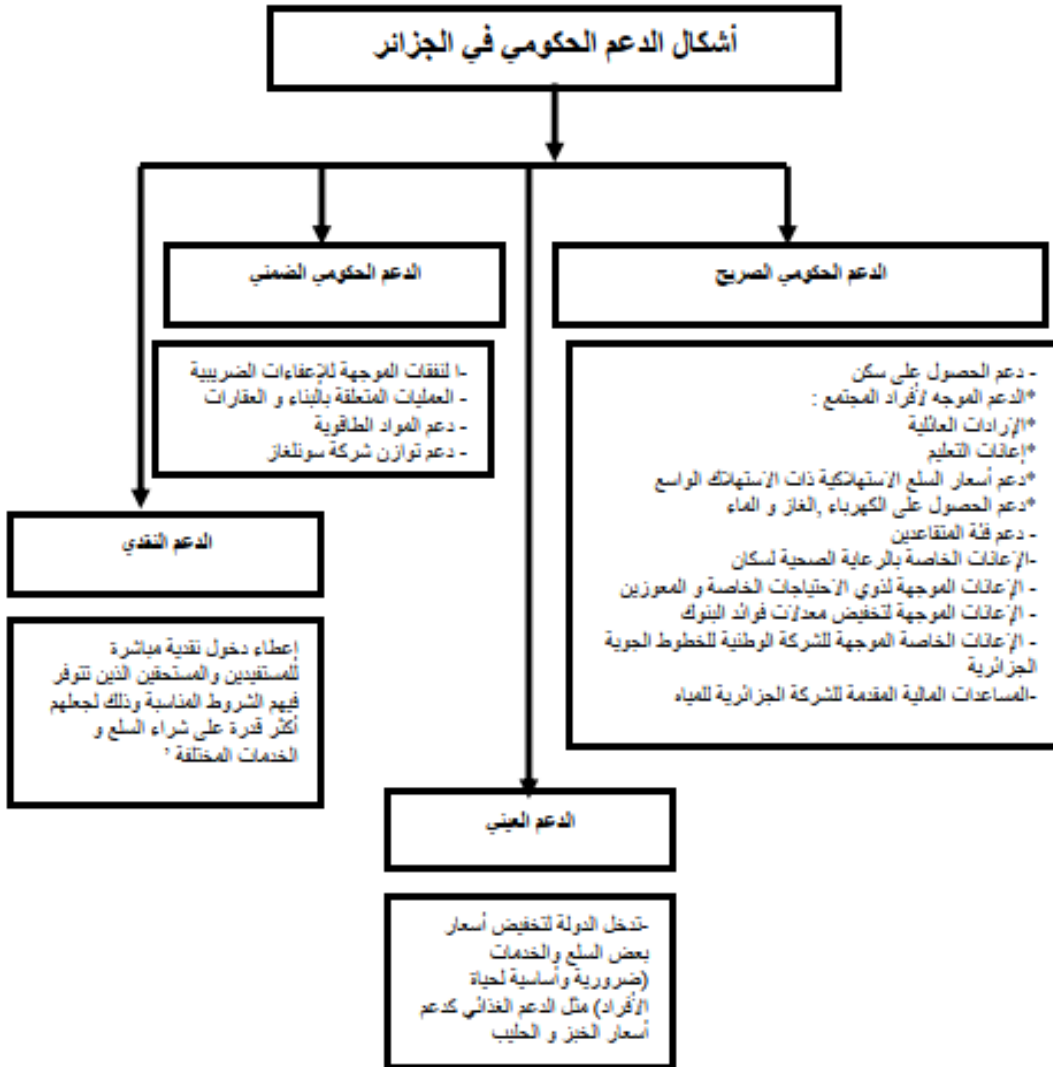 أشكال الدعم الحكومي في الجزائر
الدعم الحكومي الصريح
- دعم الحصول على سكن
*الدعم الموجه لأفراد المجتمع :
*الإرادات العائلية
*إعانات التعليم
*دعم أسعار السلع الاستهلاكية ذات الاستهلاك الواسع
*دعم الحصول على الكهرباء ,الغاز و الماء
- دعم فئة المتقاعدين
-الإعانات الخاصة بالرعاية الصحية لسكان
- الإعانات الموجهة لذوي الاحتياجات الخاصة و المعوزين
- الإعانات الموجهة لتخفيض معدلات فوائد البنوك
- الإعانات الخاصة الموجهة للشركة الوطنية للخطوط الجوية
الجزائرية
-المساعدات المالية المقدمة للشركة الجزائرية للمياه
الدعم الحكومي الضمني
-ا لنفقات الموجهة للإعفاءات الضريبية
- العمليات المتعلقة بالبناء و العقارات
- دعم المواد الطاقوية
- دعم توازن شركة سونلغاز
الدعم النقدي
إعطاء دخول نقدية مباشرة
للمستفيدين والمستحقين الذين تتوفر
فيهم الشروط المناسبة وذلك لجعلهم
أكثر قدرة على شراء السلع و
الخدمات المختلفة ’
الدعم العيني
-تدخل الدولة لتخفيض أسعار
بعض السلع والخدمات
(ضرورية وأساسية لحياة
الأفراد) مثل الدعم الغذائي كدعم
أسعار الخبز و الحليب